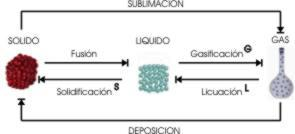 SUBLIMACION
SOLIDO
LIQUIDO
GAS
Fusión
Gasificación G
Solidificación S
Licuación L
DEPOSICION